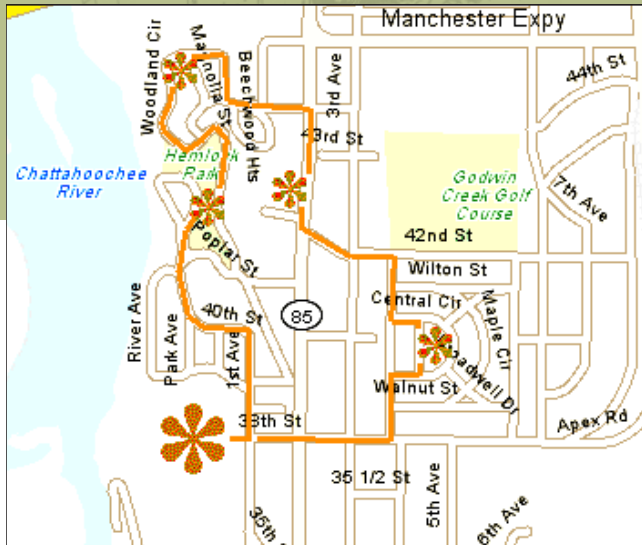 Manchester Expy
Woodland Cir
Magnolia St
Beechwood Hts
3rd Ave
44th St
43rd St
Hemlock
Park
Chattahoochee
River
Godwin
Creek Golf
Course
7th Ave
Poplar St
42nd St
Wilton St
Central Cir
Maple Cir
River Ave
Park Ave
40th St
1st Ave
85
Walnut St
38th St
Apex Rd
35 1/2 St
5th Ave
6th Ave
35th St